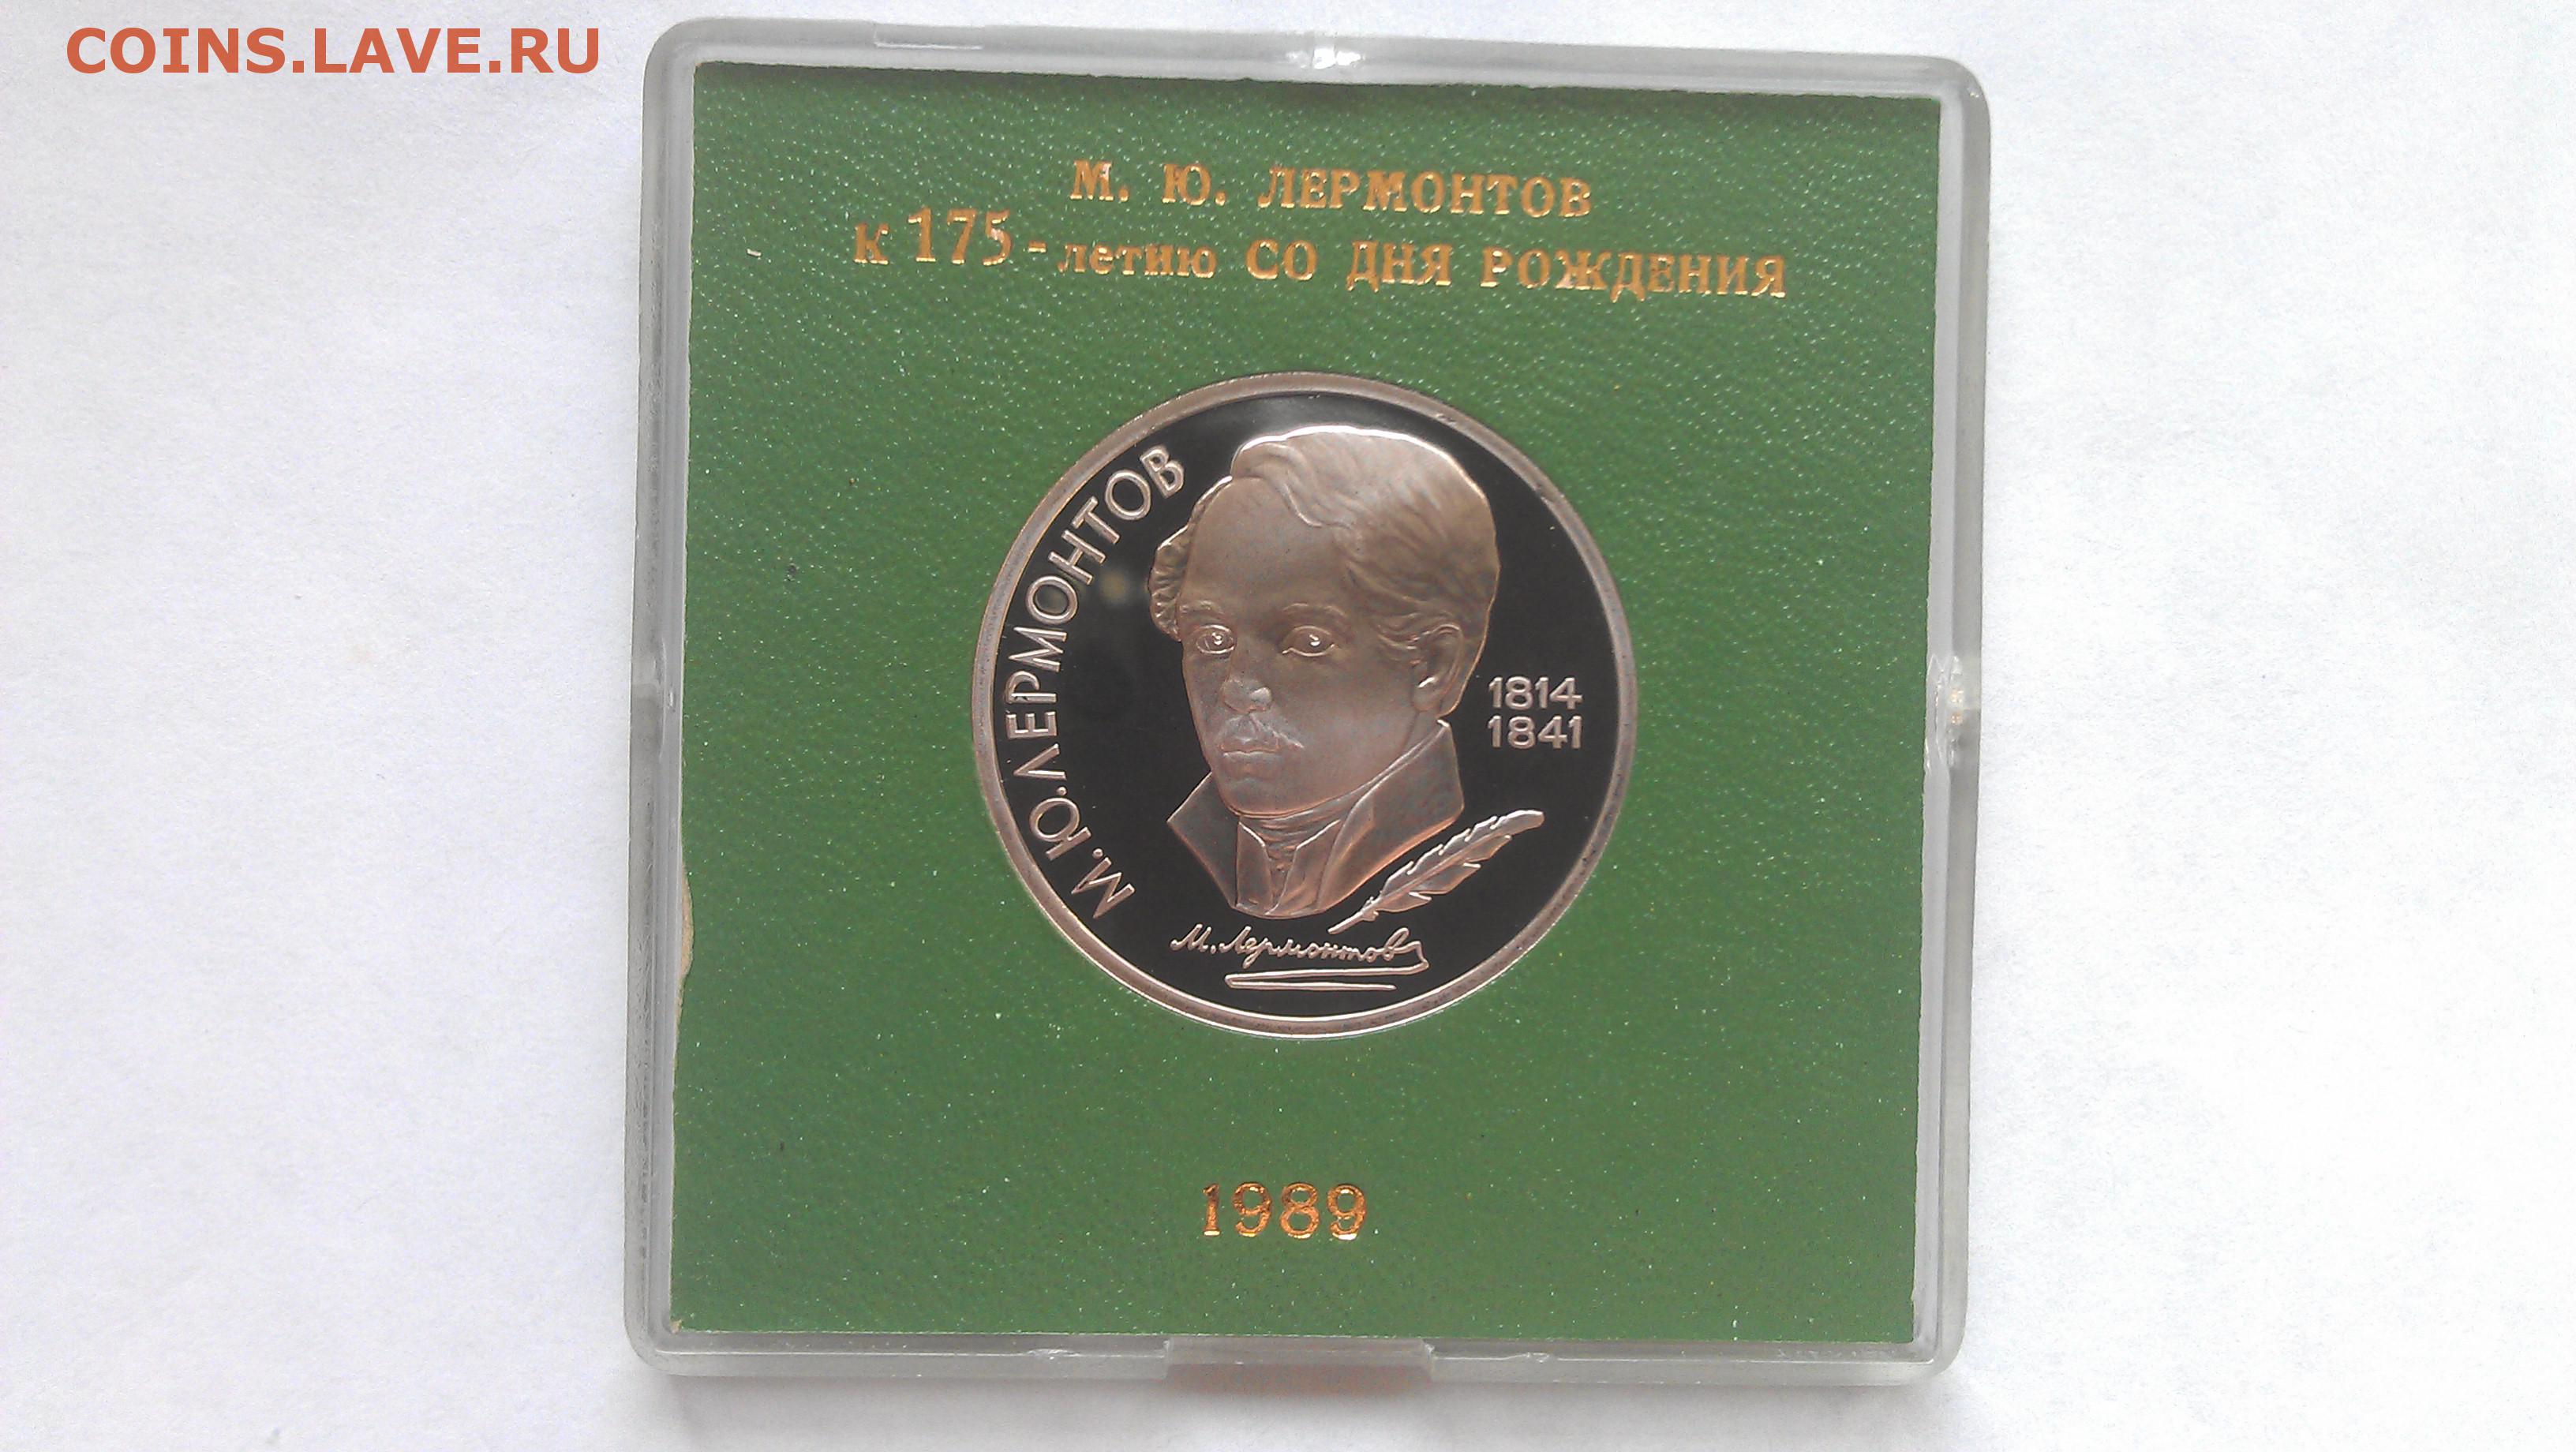 COINS.LAVE.RU
М. Ю. ЛЕРМОНТОВ
К 175-летию СО ДНЯ РОЖДЕНИЯ
М.Ю.ЛЕРМОНТОВ
1814
1841
М.Лермонтов
1989